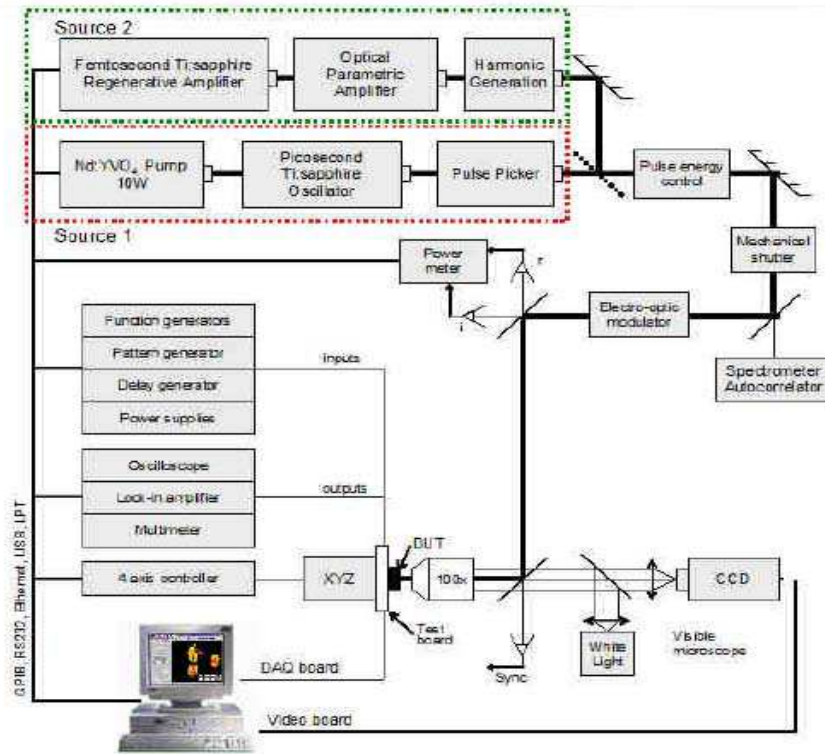 Source 2
Femtosecond Ti:sapphire
Regenerative Amplifier
Optical
Parametric
Amplifier
Harmonic
Generation
Nd:YVO4 Pump
10W
Picosecond
Ti:sapphire
Oscillator
Pulse Picker
Pulse energy
control
Source 1
Power
meter
r
i
Mechanical
shutter
Electro-optic
modulator
Spectrometer
Autocorrelator
Function generators
Pattern generator
Delay generator
Power supplies
inputs
Oscilloscope
Lock-in amplifier
Multimeter
outputs
DUT
4 axis controller
XYZ
100x
CCD
Test
board
White
Light
Visible
microscope
Sync
DAQ board
Video board
GPIB, RS232, Ethernet, USB, LPT